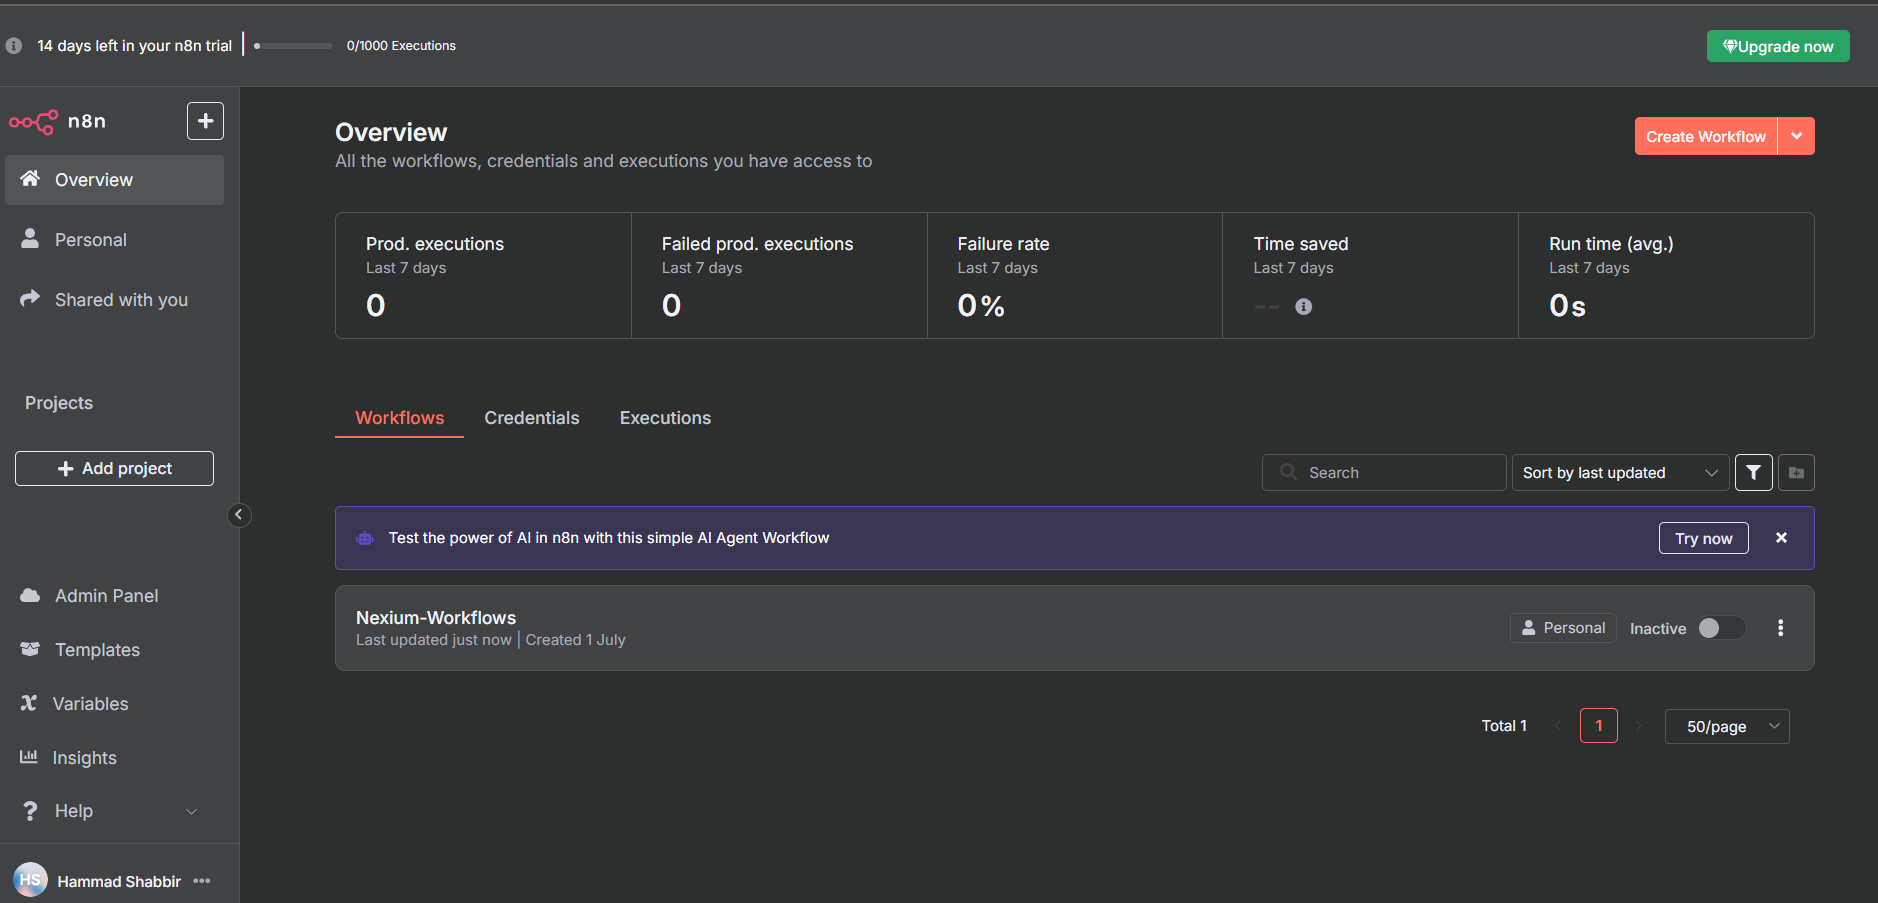 14 days left in your n8n trial
0/1000 Executions
Upgrade now
n8n
Overview
Personal
Shared with you
Projects
Add project
Admin Panel
Templates
Variables
Insights
Help
HS
Hammad Shabbir
Overview
All the workflows, credentials and executions you have access to
Create Workflow
Prod. executions
Last 7 days
0
Failed prod. executions
Last 7 days
0
Failure rate
Last 7 days
0%
Time saved
Last 7 days
--
Run time (avg.)
Last 7 days
0s
Workflows
Credentials
Executions
Search
Sort by last updated
Test the power of AI in n8n with this simple AI Agent Workflow
Try now
Nexium-Workflows
Last updated just now | Created 1 July
Personal
Inactive
Total 1
1
50/page